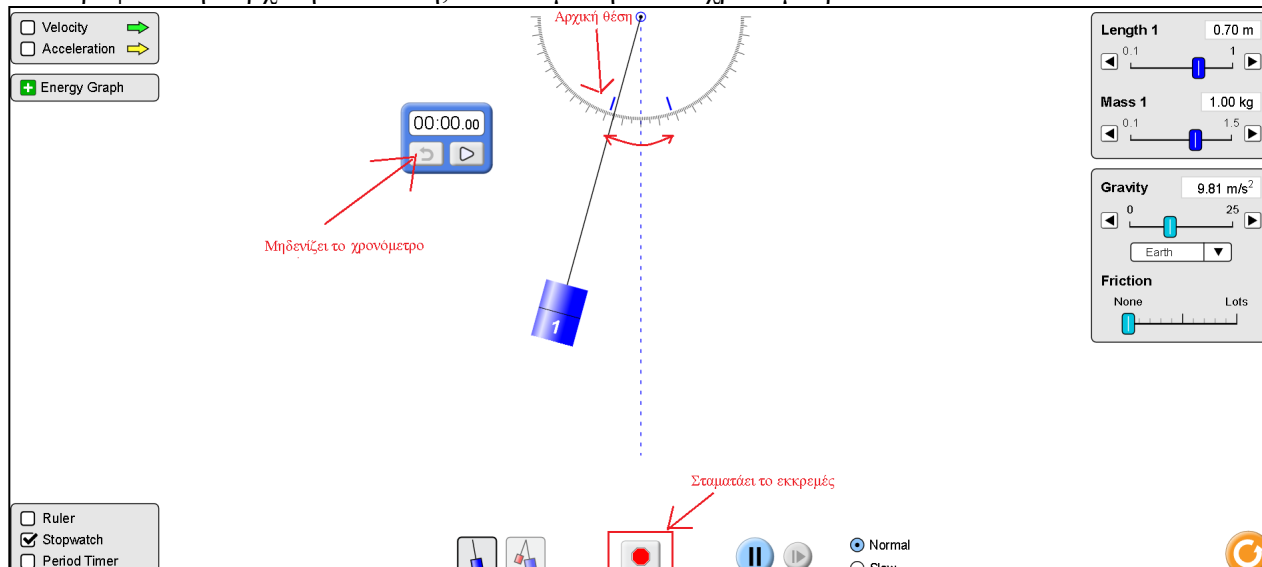 Velocity
Acceleration
Energy Graph
Αρχική θέση
00:00.00
Μηδενίζει το χρονόμετρο
1
Length 1 0.70 m
0.1 1
Mass 1 1.00 kg
0.1 1.5
Gravity 9.81 m/s²
0 25
Earth
Friction
None Lots
Σταματάει το εκκρεμές
Ruler
Stopwatch
Period Timer
Normal